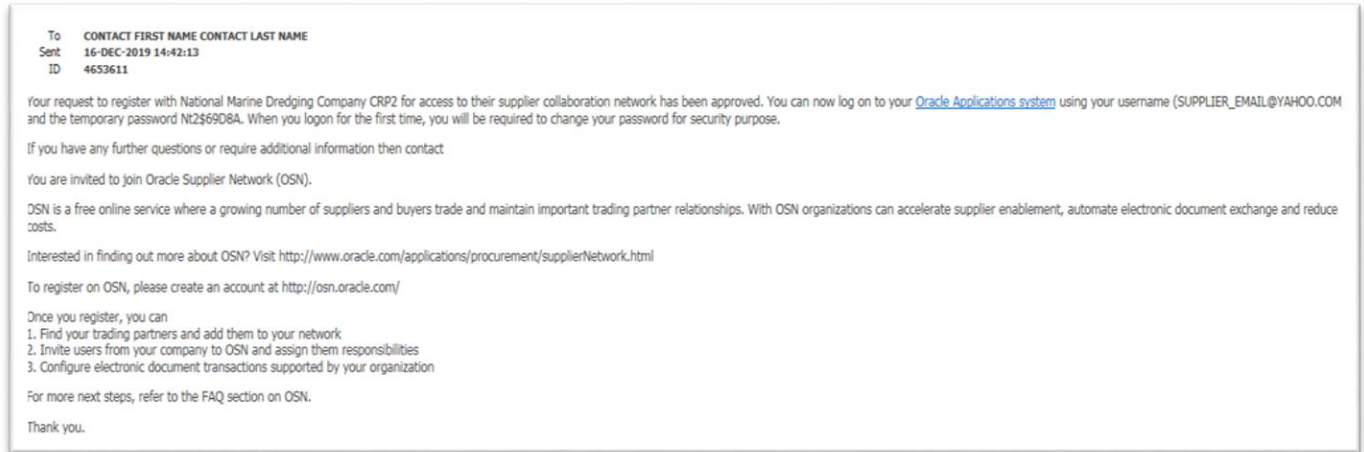 To CONTACT FIRST NAME CONTACT LAST NAME
Sent 16-DEC-2019 14:42:13
ID 4653611
Your request to register with National Marine Dredging Company CRP2 for access to their supplier collaboration network has been approved. You can now log on to your Oracle Applications system using your username (SUPPLIER_EMAIL@YAHOO.COM
and the temporary password Nt2$69D8A. When you logon for the first time, you will be required to change your password for security purpose.
If you have any further questions or require additional information then contact
You are invited to join Oracle Supplier Network (OSN).
OSN is a free online service where a growing number of suppliers and buyers trade and maintain important trading partner relationships. With OSN organizations can accelerate supplier enablement, automate electronic document exchange and reduce
costs.
Interested in finding out more about OSN? Visit http://www.oracle.com/applications/procurement/supplierNetwork.html
To register on OSN, please create an account at http://osn.oracle.com/
Once you register, you can
1. Find your trading partners and add them to your network
2. Invite users from your company to OSN and assign them responsibilities
3. Configure electronic document transactions supported by your organization
For more next steps, refer to the FAQ section on OSN.
Thank you.